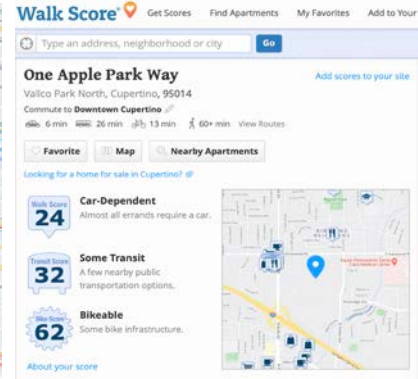 Walk Score® Get Scores Find Apartments My Favorites Add to Your
Type an address, neighborhood or city Go
One Apple Park Way Add scores to your site
Vallco Park North, Cupertino, 95014
Commute to Downtown Cupertino
6 min 26 min 13 min 60+ min View Routes
Favorite Map Nearby Apartments
Looking for a home for sale in Cupertino?
Walk Score
24
Car-Dependent
Almost all errands require a car.
Transit Score
32
Some Transit
A few nearby public
transportation options.
Bike Score
62
Bikeable
Some bike infrastructure.
About your score